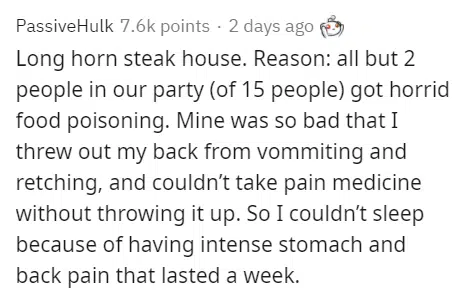 PassiveHulk 7.6k points · 2 days ago
Long horn steak house. Reason: all but 2
people in our party (of 15 people) got horrid
food poisoning. Mine was so bad that I
threw out my back from vommiting and
retching, and couldn't take pain medicine
without throwing it up. So I couldn't sleep
because of having intense stomach and
back pain that lasted a week.